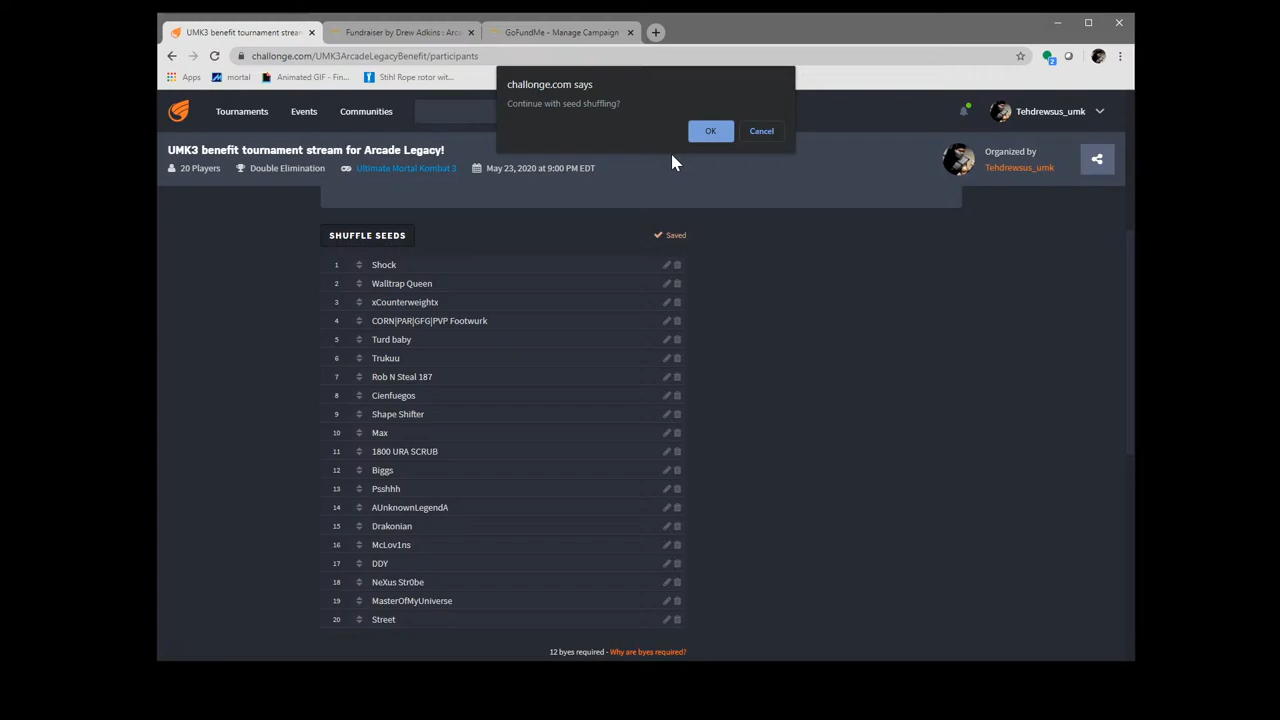 UMK3 benefit tournament stream
Fundraiser by Drew Adkins : Arca
GoFundMe - Manage Campaign
challonge.com/UMK3ArcadeLegacyBenefit/participants
Apps
mortal
Animated GIF - Fin...
Stihl Rope rotor wit...
2
challonge.com says
Continue with seed shuffling?
OK
Cancel
Tournaments
Events
Communities
Tehdrewsus_umk
UMK3 benefit tournament stream for Arcade Legacy!
20 Players
Double Elimination
Ultimate Mortal Kombat 3
May 23, 2020 at 9:00 PM EDT
Organized by
Tehdrewsus_umk
SHUFFLE SEEDS
Saved
1 Shock
2 Walltrap Queen
3 xCounterweightx
4 CORN|PAR|GFG|PVP Footwurk
5 Turd baby
6 Trukuu
7 Rob N Steal 187
8 Cienfuegos
9 Shape Shifter
10 Max
11 1800 URA SCRUB
12 Biggs
13 Psshhh
14 AUnknownLegendA
15 Drakonian
16 McLov1ns
17 DDY
18 NeXus Str0be
19 MasterOfMyUniverse
20 Street
12 byes required - Why are byes required?